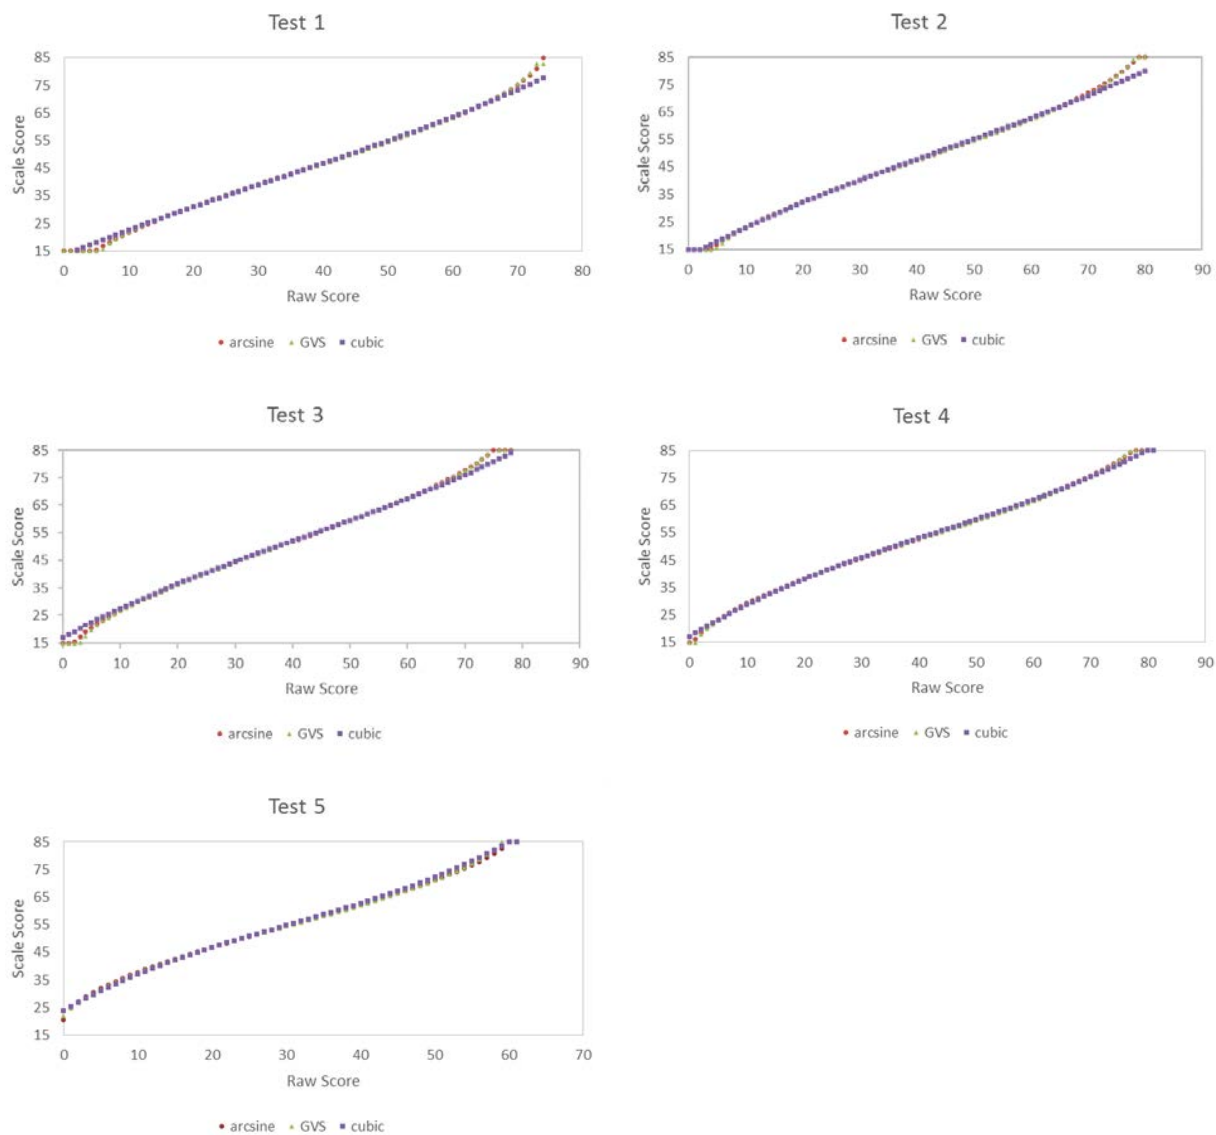 Test 1
85
75
65
55
45
35
25
15
Scale Score
0 10 20 30 40 50 60 70 80
Raw Score
arcsine GVS cubic
Test 2
85
75
65
55
45
35
25
15
Scale Score
0 10 20 30 40 50 60 70 80 90
Raw Score
arcsine GVS cubic
Test 3
85
75
65
55
45
35
25
15
Scale Score
0 10 20 30 40 50 60 70 80 90
Raw Score
arcsine GVS cubic
Test 4
85
75
65
55
45
35
25
15
Scale Score
0 10 20 30 40 50 60 70 80 90
Raw Score
arcsine GVS cubic
Test 5
85
75
65
55
45
35
25
15
Scale Score
0 10 20 30 40 50 60 70
Raw Score
arcsine GVS cubic